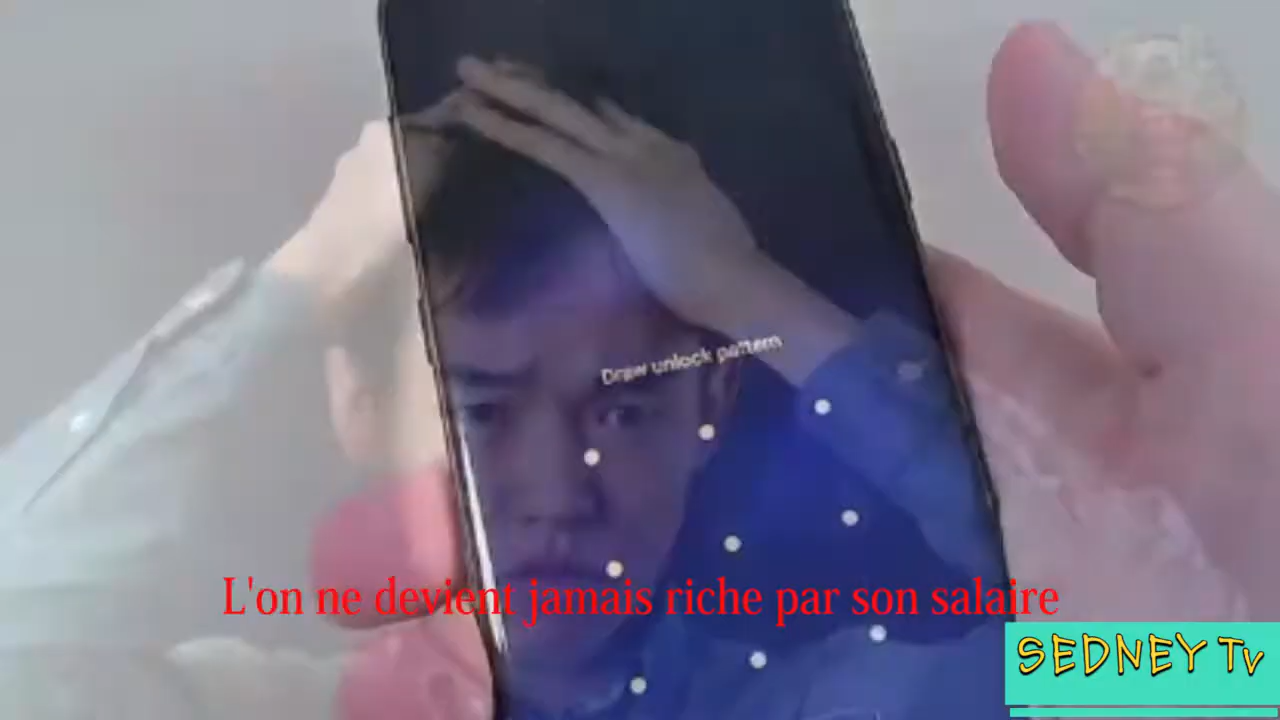 Draw unlock pattern
L'on ne devient jamais riche par son salaire
SEDNEY Tv